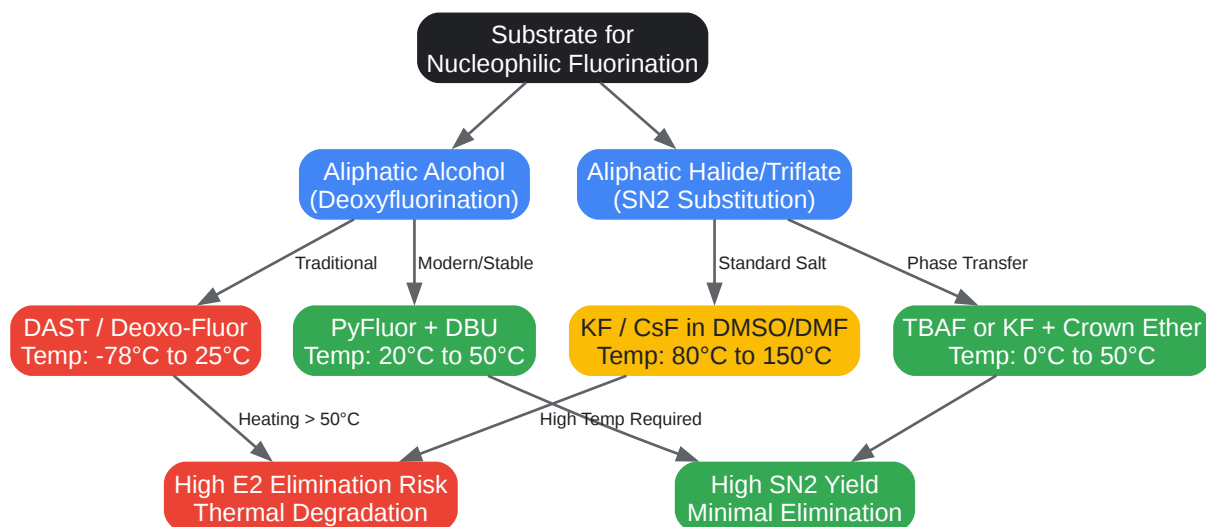 Substrate for
Nucleophilic Fluorination
Aliphatic Alcohol
(Deoxyfluorination)
Aliphatic Halide/Triflate
(SN2 Substitution)
Traditional
Modern/Stable
Standard Salt
Phase Transfer
DAST / Deoxo-Fluor
Temp: -78°C to 25°C
PyFluor + DBU
Temp: 20°C to 50°C
KF / CsF in DMSO/DMF
Temp: 80°C to 150°C
TBAF or KF + Crown Ether
Temp: 0°C to 50°C
Heating > 50°C
High Temp Required
High E2 Elimination Risk
Thermal Degradation
High SN2 Yield
Minimal Elimination